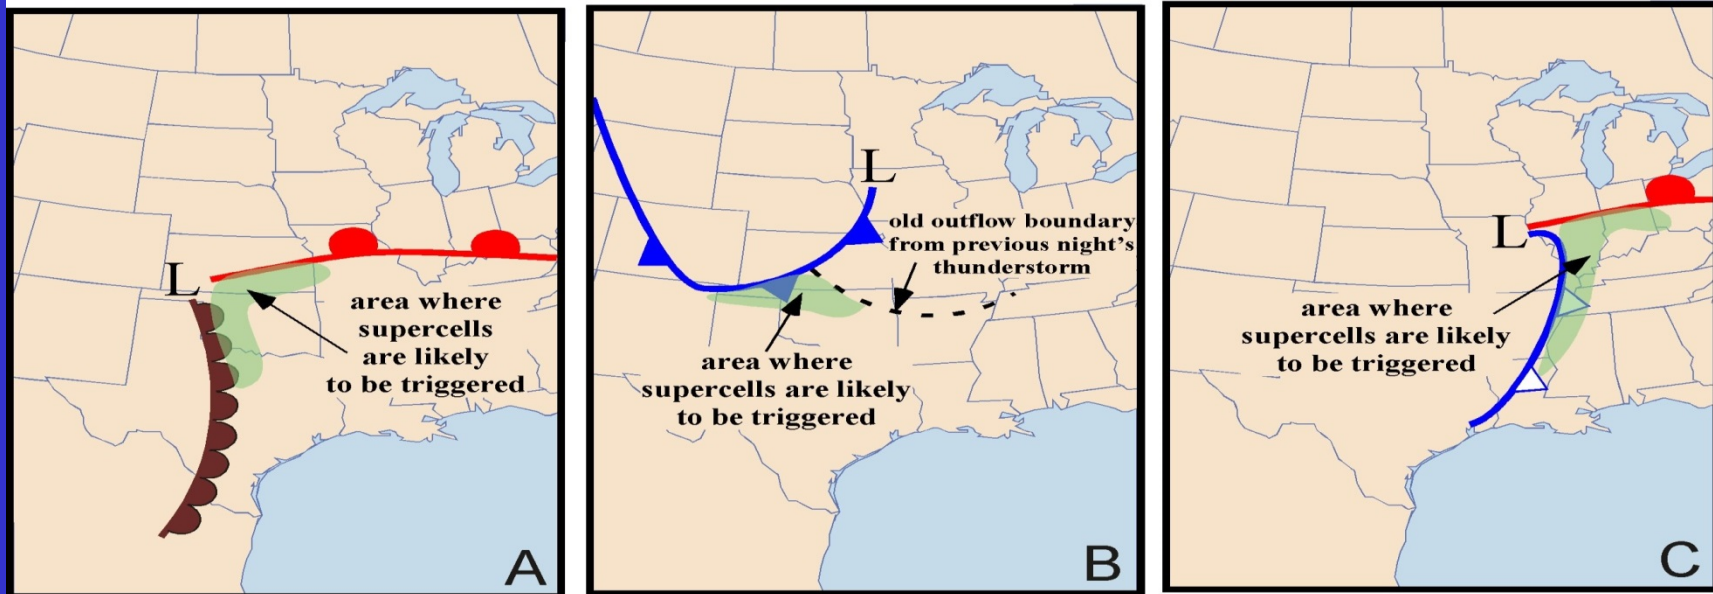 L
area where
supercells
are likely
to be triggered
A
L
old outflow boundary
from previous night's
thunderstorm
area where
supercells are likely
to be triggered
B
L
area where
supercells are likely
to be triggered
C